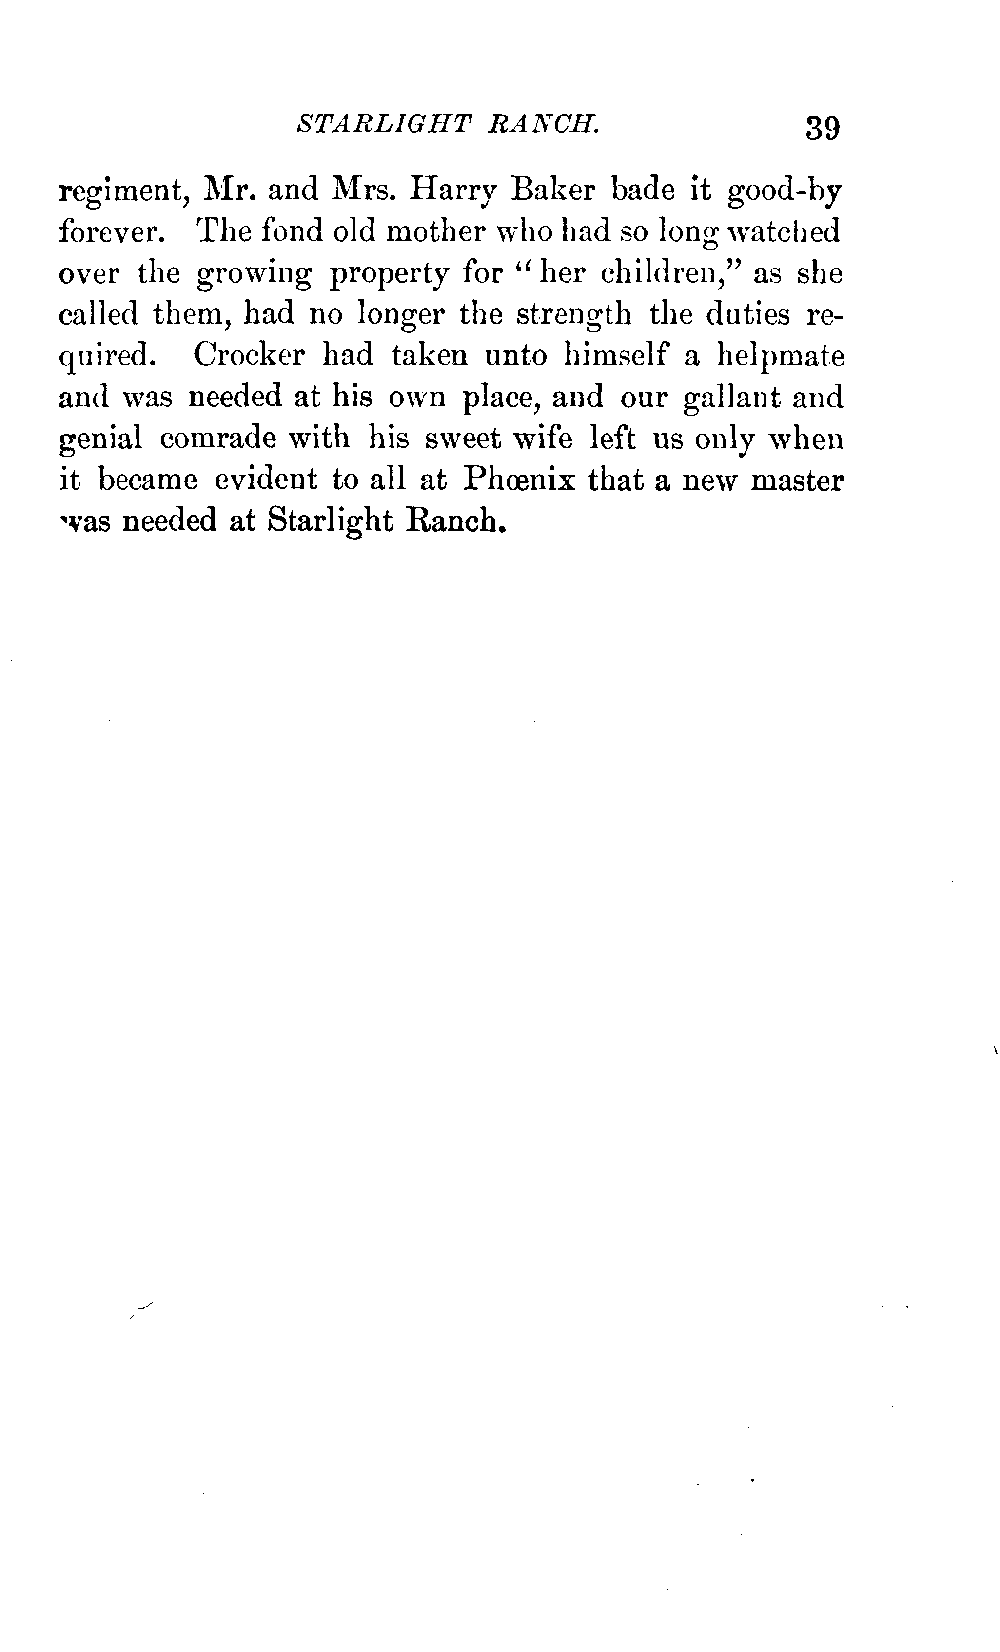 STARLIGHT RANCH. 39
regiment, Mr. and Mrs. Harry Baker bade it good-by
forever. The fond old mother who had so long watched
over the growing property for "her children," as she
called them, had no longer the strength the duties re-
quired. Crocker had taken unto himself a helpmate
and was needed at his own place, and our gallant and
genial comrade with his sweet wife left us only when
it became evident to all at Phœnix that a new master
was needed at Starlight Ranch.